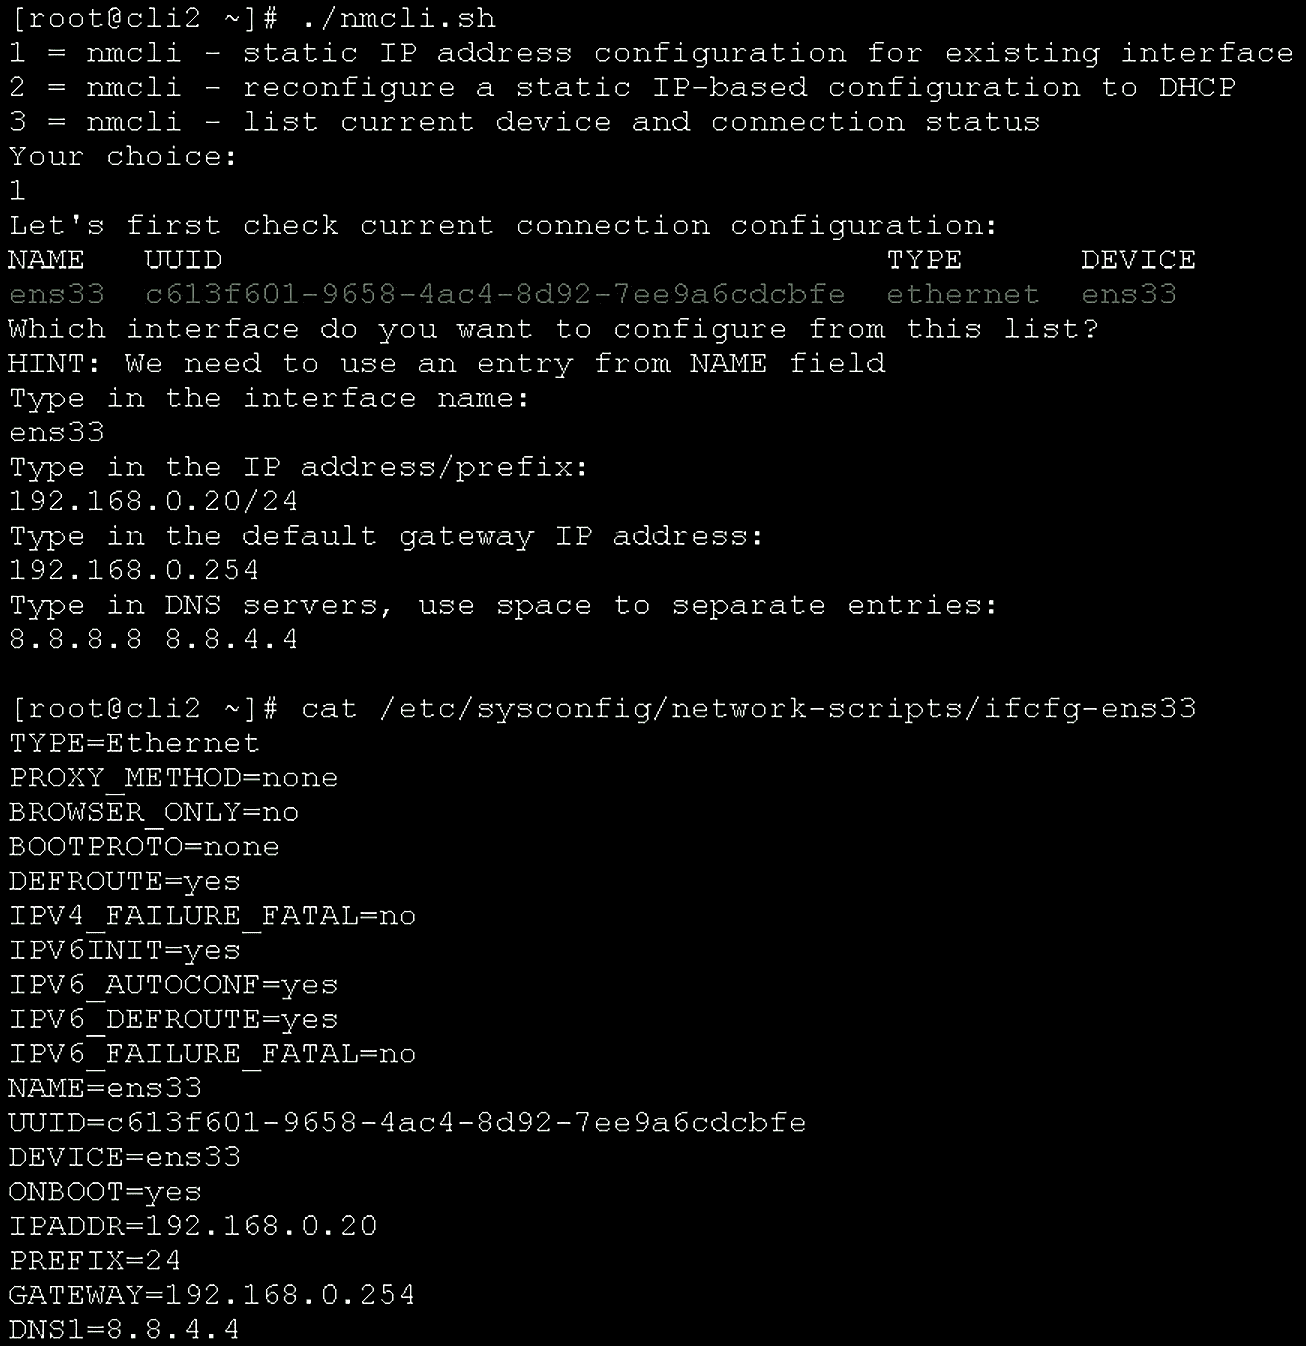 [root@cli2 ~]# ./nmcli.sh
1 = nmcli - static IP address configuration for existing interface
2 = nmcli - reconfigure a static IP-based configuration to DHCP
3 = nmcli - list current device and connection status
Your choice:
1
Let's first check current connection configuration:
NAME   UUID                                  TYPE      DEVICE
ens33  c613f601-9658-4ac4-8d92-7ee9a6cdcbfe  ethernet  ens33
Which interface do you want to configure from this list?
HINT: We need to use an entry from NAME field
Type in the interface name:
ens33
Type in the IP address/prefix:
192.168.0.20/24
Type in the default gateway IP address:
192.168.0.254
Type in DNS servers, use space to separate entries:
8.8.8.8 8.8.4.4
[root@cli2 ~]# cat /etc/sysconfig/network-scripts/ifcfg-ens33
TYPE=Ethernet
PROXY_METHOD=none
BROWSER_ONLY=no
BOOTPROTO=none
DEFROUTE=yes
IPV4_FAILURE_FATAL=no
IPV6INIT=yes
IPV6_AUTOCONF=yes
IPV6_DEFROUTE=yes
IPV6_FAILURE_FATAL=no
NAME=ens33
UUID=c613f601-9658-4ac4-8d92-7ee9a6cdcbfe
DEVICE=ens33
ONBOOT=yes
IPADDR=192.168.0.20
PREFIX=24
GATEWAY=192.168.0.254
DNS1=8.8.4.4